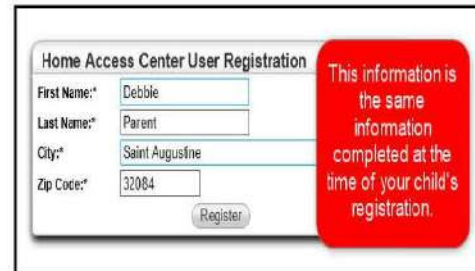 Home Access Center User Registration
First Name:* Debbie
Last Name:* Parent
City:* Saint Augustine
Zip Code:* 32084
Register
This information is
the same
information
completed at the
time of your child's
registration.